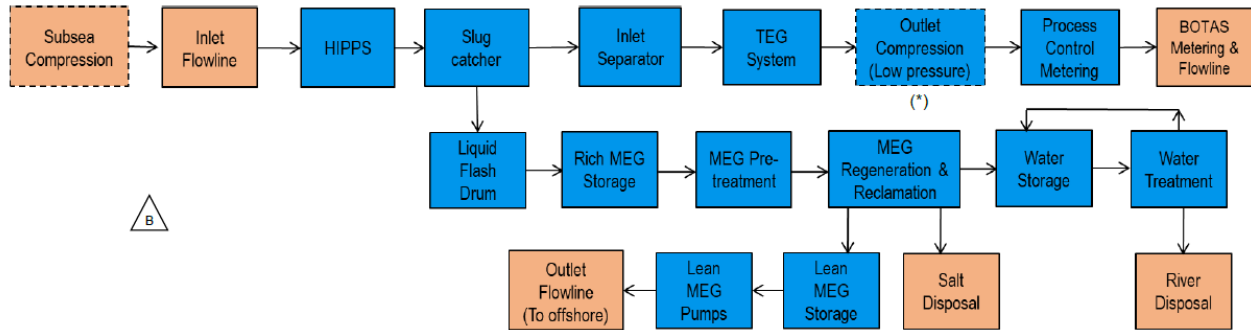 Subsea
Compression
Inlet
Flowline
HIPPS
Slug
catcher
Inlet
Separator
TEG
System
Outlet
Compression
(Low pressure)
(*)
Process
Control
Metering
BOTAS
Metering &
Flowline
Liquid
Flash
Drum
Rich MEG
Storage
MEG Pre-
treatment
MEG
Regeneration &
Reclamation
Water
Storage
Water
Treatment
B
Outlet
Flowline
(To offshore)
Lean
MEG
Pumps
Lean
MEG
Storage
Salt
Disposal
River
Disposal